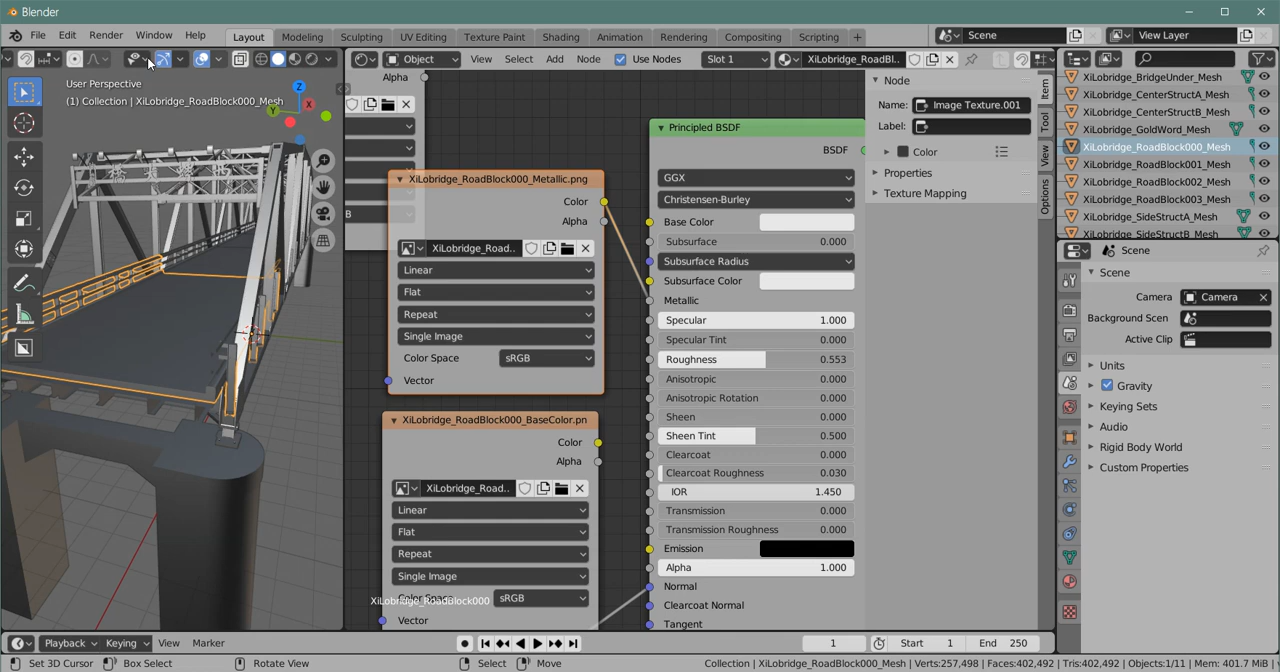 Blender
File Edit Render Window Help Layout Modeling Sculpting UV Editing Texture Paint Shading Animation Rendering Compositing Scripting Scene View Layer
Object View Select Add Node Use Nodes Slot 1 XiLobridge_RoadBl..
User Perspective
(1) Collection | XiLobridge_RoadBlock000_Mesh
Z
X
Y
Alpha
B
XiLobridge_RoadBlock000_Metallic.png
Color
Alpha
XiLobridge_Road..
Linear
Flat
Repeat
Single Image
Color Space sRGB
Vector
XiLobridge_RoadBlock000_BaseColor.pn
Color
Alpha
XiLobridge_Road..
Linear
Flat
Repeat
Single Image
Color Space sRGB
XiLobridge_RoadBlock000
Vector
Principled BSDF
BSDF
GGX
Christensen-Burley
Base Color
Subsurface 0.000
Subsurface Radius
Subsurface Color
Metallic
Specular 1.000
Specular Tint 0.000
Roughness 0.553
Anisotropic 0.000
Anisotropic Rotation 0.000
Sheen 0.000
Sheen Tint 0.500
Clearcoat 0.000
Clearcoat Roughness 0.030
IOR 1.450
Transmission 0.000
Transmission Roughness 0.000
Emission
Alpha 1.000
Normal
Clearcoat Normal
Tangent
Node
Name: Image Texture.001
Label:
Color
Properties
Texture Mapping
Item
Tool
View
Options
XiLobridge_BridgeUnder_Mesh
XiLobridge_CenterStructA_Mesh
XiLobridge_CenterStructB_Mesh
XiLobridge_GoldWord_Mesh
XiLobridge_RoadBlock000_Mesh
XiLobridge_RoadBlock001_Mesh
XiLobridge_RoadBlock002_Mesh
XiLobridge_RoadBlock003_Mesh
XiLobridge_SideStructA_Mesh
XiLobridge_SideStructB_Mesh
Scene
Scene
Camera Camera
Background Scen
Active Clip
Units
Gravity
Keying Sets
Audio
Rigid Body World
Custom Properties
Playback Keying View Marker 1 Start 1 End 250
Set 3D Cursor Box Select Rotate View Select Move Collection | XiLobridge_RoadBlock000_Mesh | Verts:257,498 | Faces:402,492 | Tris:402,492 | Objects:1/11 | Mem: 401.7 MiB |